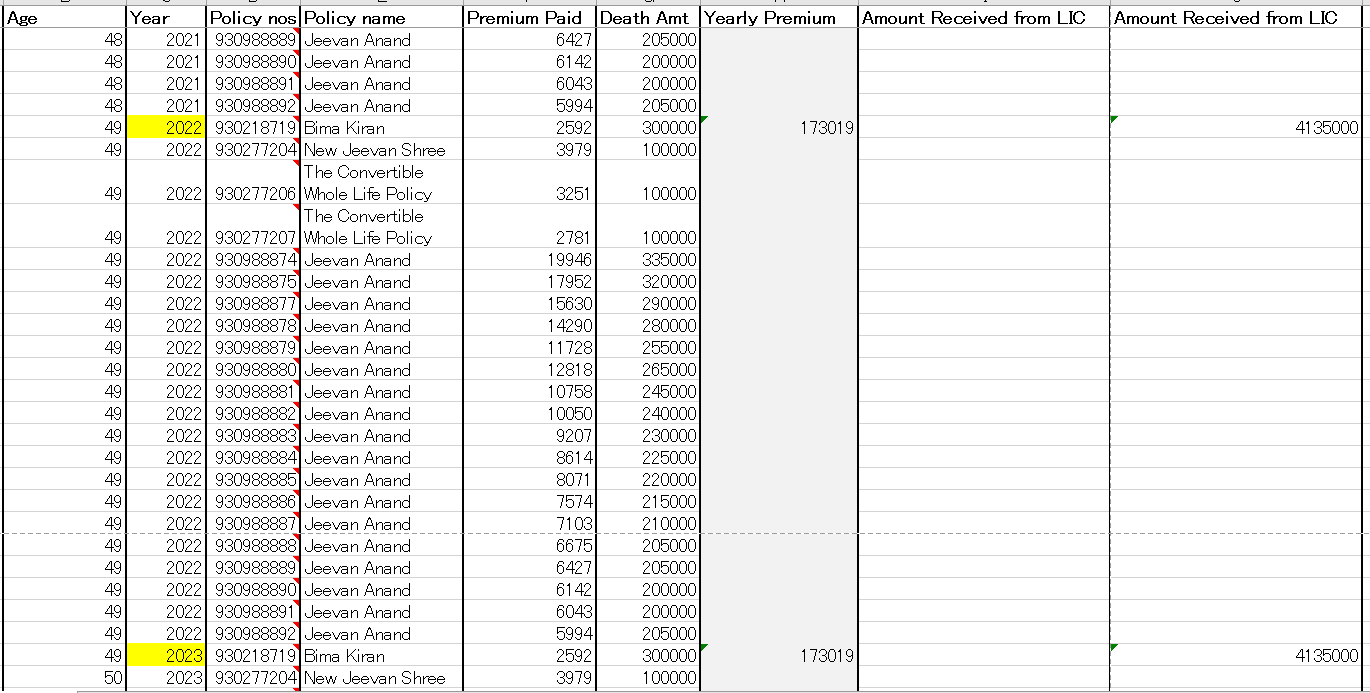 Age Year Policy nos Policy name Premium Paid Death Amt Yearly Premium Amount Received from LIC Amount Received from LIC
48 2021 930988889 Jeevan Anand 6427 205000
48 2021 930988890 Jeevan Anand 6142 200000
48 2021 930988891 Jeevan Anand 6043 200000
48 2021 930988892 Jeevan Anand 5994 205000
49 2022 930218719 Bima Kiran 2592 300000 173019 4135000
49 2022 930277204 New Jeevan Shree 3979 100000
The Convertible
49 2022 930277206 Whole Life Policy 3251 100000
The Convertible
49 2022 930277207 Whole Life Policy 2781 100000
49 2022 930988874 Jeevan Anand 19946 335000
49 2022 930988875 Jeevan Anand 17952 320000
49 2022 930988877 Jeevan Anand 15630 290000
49 2022 930988878 Jeevan Anand 14290 280000
49 2022 930988879 Jeevan Anand 11728 255000
49 2022 930988880 Jeevan Anand 12818 265000
49 2022 930988881 Jeevan Anand 10758 245000
49 2022 930988882 Jeevan Anand 10050 240000
49 2022 930988883 Jeevan Anand 9207 230000
49 2022 930988884 Jeevan Anand 8614 225000
49 2022 930988885 Jeevan Anand 8071 220000
49 2022 930988886 Jeevan Anand 7574 215000
49 2022 930988887 Jeevan Anand 7103 210000
49 2022 930988888 Jeevan Anand 6675 205000
49 2022 930988889 Jeevan Anand 6427 205000
49 2022 930988890 Jeevan Anand 6142 200000
49 2022 930988891 Jeevan Anand 6043 200000
49 2022 930988892 Jeevan Anand 5994 205000
49 2023 930218719 Bima Kiran 2592 300000 173019 4135000
50 2023 930277204 New Jeevan Shree 3979 100000